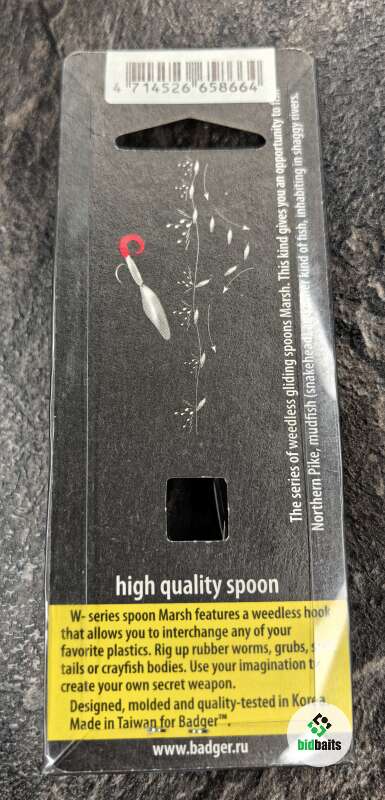 4 714526 658664
The series of weedless gliding spoons Marsh. This kind gives you an opportunity to
Northern Pike, mudfish (snakehead) kind of fish, inhabiting in shaggy rivers.
high quality spoon
W- series spoon Marsh features a weedless hook
that allows you to interchange any of your
favorite plastics. Rig up rubber worms, grubs,
tails or crayfish bodies. Use your imagination to
create your own secret weapon.
Designed, molded and quality-tested in Korea.
Made in Taiwan for Badger™.
www.badger.ru
bidbaits